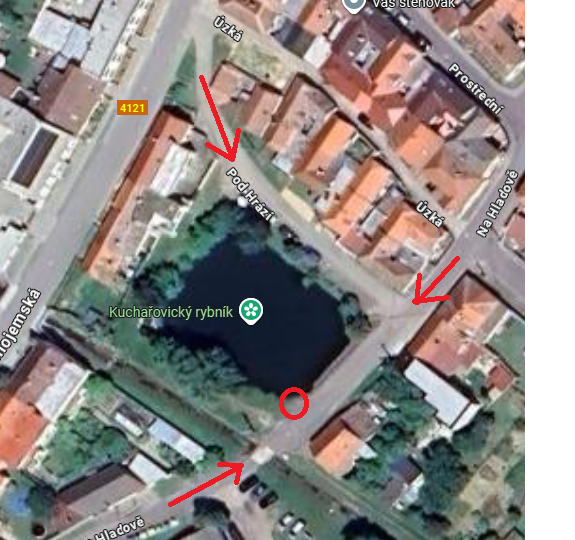 Váš stěnovák
Úzká
Prostřední
4121
Pod Hrází
Na Hladově
Úzká
Kuchařovický rybník
Hladově